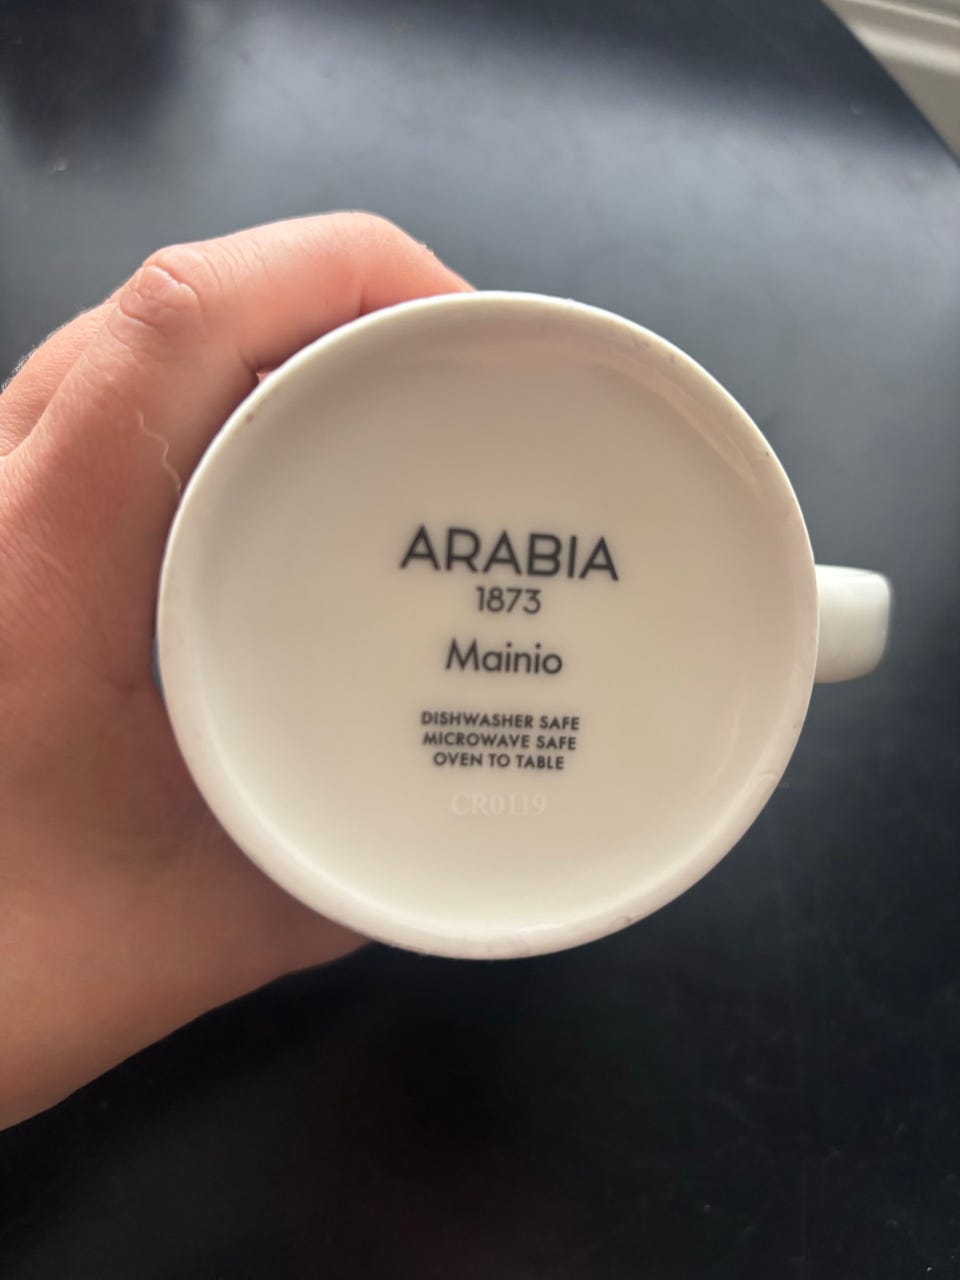 ARABIA
1873
Mainio
DISHWASHER SAFE
MICROWAVE SAFE
OVEN TO TABLE
CR0119